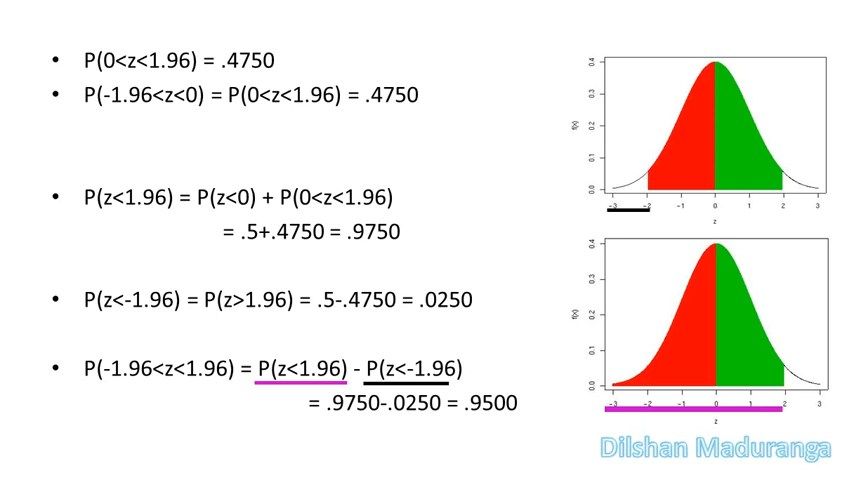 • P(0<z<1.96) = .4750
• P(-1.96<z<0) = P(0<z<1.96) = .4750
• P(z<1.96) = P(z<0) + P(0<z<1.96)
= .5+.4750 = .9750
• P(z<-1.96) = P(z>1.96) = .5-.4750 = .0250
• P(-1.96<z<1.96) = P(z<1.96) - P(z<-1.96)
= .9750-.0250 = .9500
0.4
0.3
0.2
0.1
0.0
f(x)
-3 -2 -1 0 1 2 3
z
0.4
0.3
0.2
0.1
0.0
f(x)
-3 -2 -1 0 1 2 3
z
Dilshan Maduranga